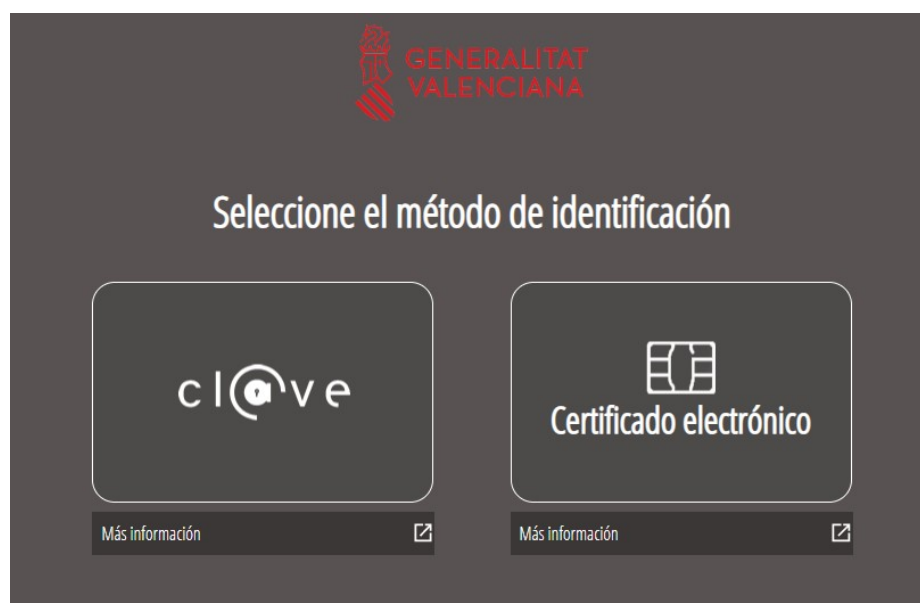 GENERALITAT
VALENCIANA
Seleccione el método de identificación
cl@ve
Certificado electrónico
Más información
Más información